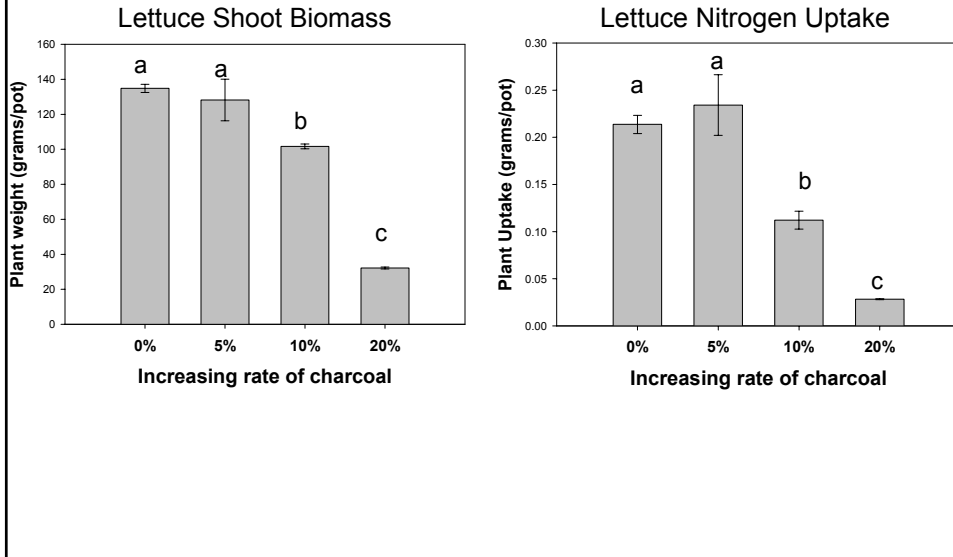 Lettuce Shoot Biomass
Plant weight (grams/pot)
160
140
120
100
80
60
40
20
0
a
a
b
c
0% 5% 10% 20%
Increasing rate of charcoal
Lettuce Nitrogen Uptake
Plant Uptake (grams/pot)
0.30
0.25
0.20
0.15
0.10
0.05
0.00
a
a
b
c
0% 5% 10% 20%
Increasing rate of charcoal